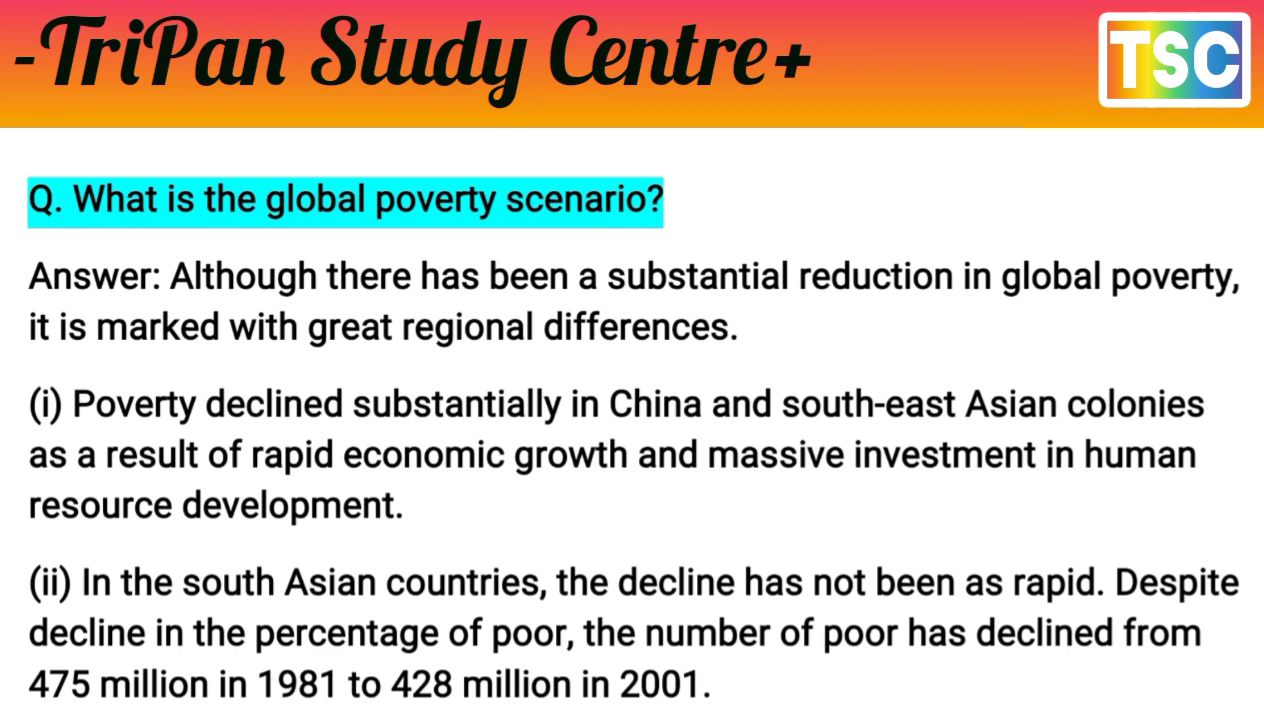 -TriPan Study Centre+
TSC
Q. What is the global poverty scenario?
Answer: Although there has been a substantial reduction in global poverty,
it is marked with great regional differences.
(i) Poverty declined substantially in China and south-east Asian colonies
as a result of rapid economic growth and massive investment in human
resource development.
(ii) In the south Asian countries, the decline has not been as rapid. Despite
decline in the percentage of poor, the number of poor has declined from
475 million in 1981 to 428 million in 2001.